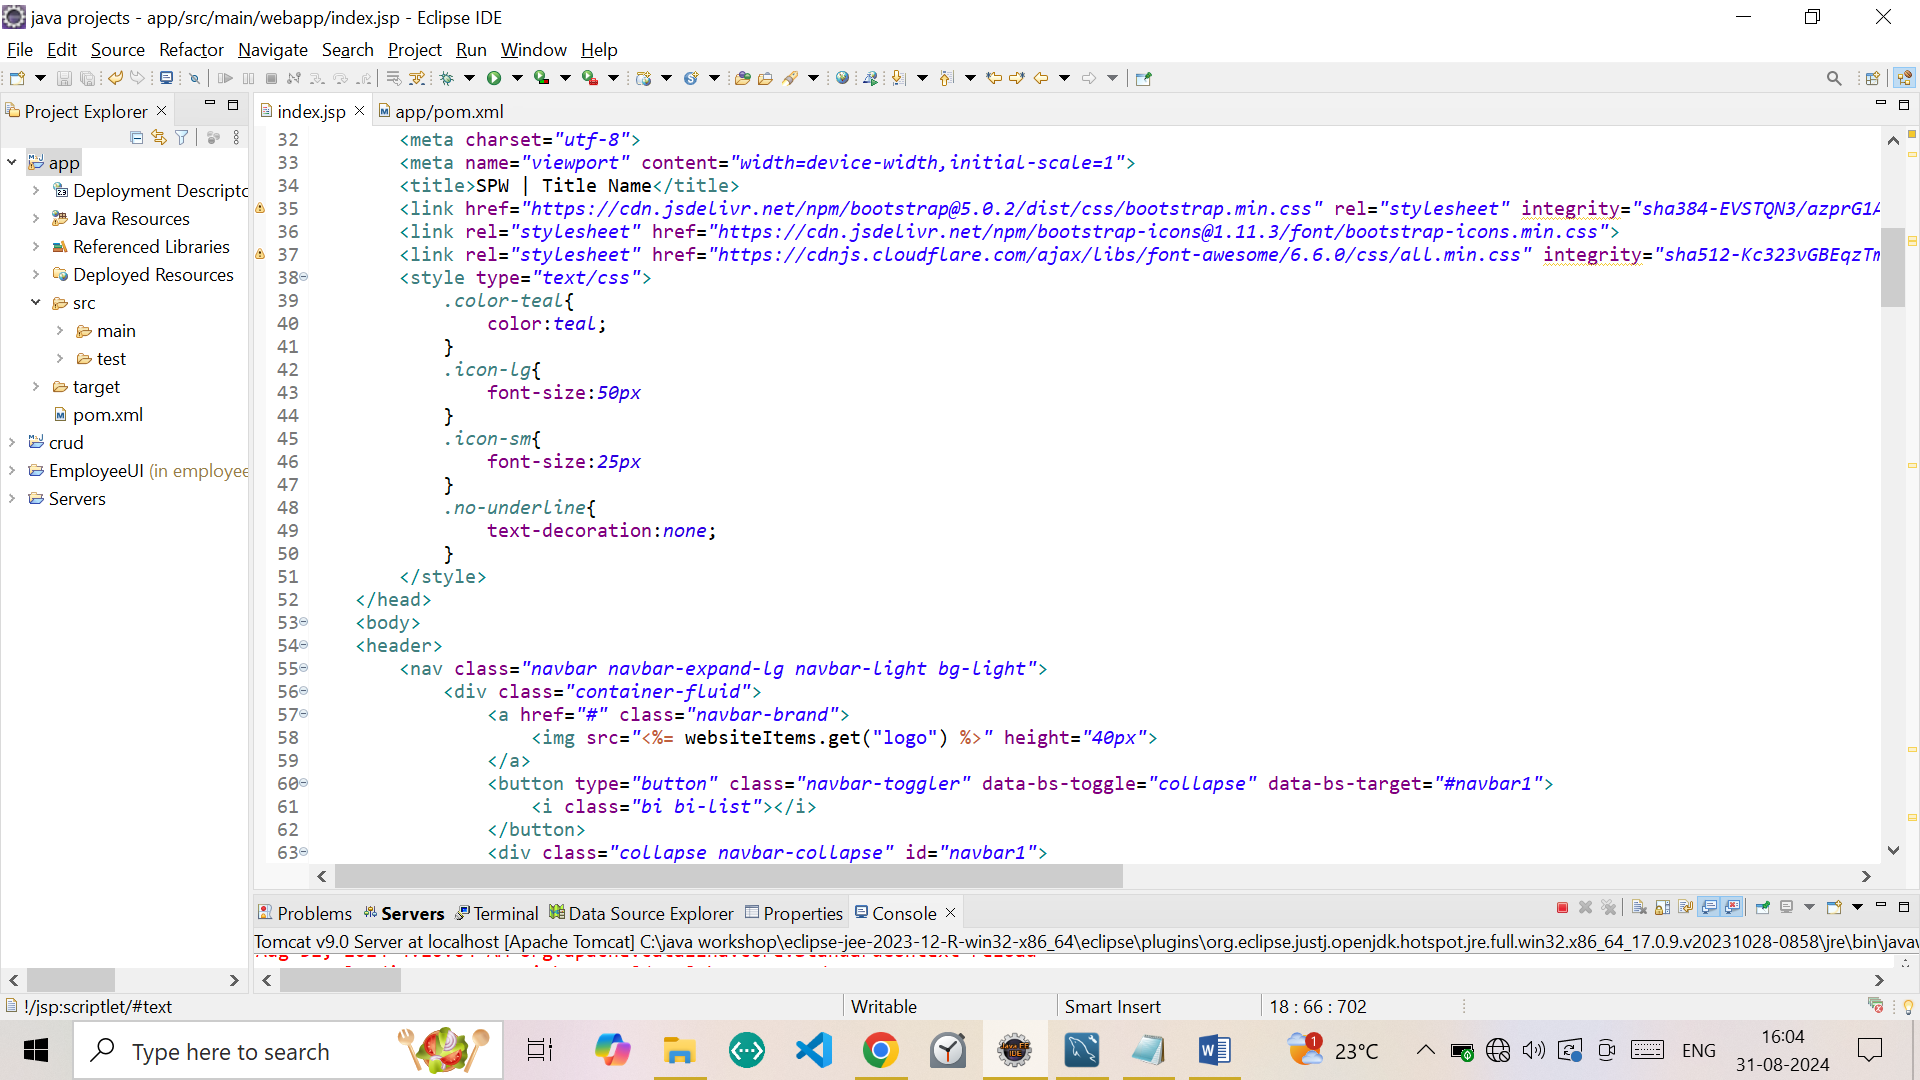 java projects - app/src/main/webapp/index.jsp - Eclipse IDE
File Edit Source Refactor Navigate Search Project Run Window Help
Project Explorer
index.jsp
app/pom.xml
app
Deployment Descripto
Java Resources
Referenced Libraries
Deployed Resources
src
main
test
target
pom.xml
crud
EmployeeUI (in employee
Servers
32 <meta charset="utf-8">
33 <meta name="viewport" content="width=device-width,initial-scale=1">
34 <title>SPW | Title Name</title>
35 <link href="https://cdn.jsdelivr.net/npm/bootstrap@5.0.2/dist/css/bootstrap.min.css" rel="stylesheet" integrity="sha384-EVSTQN3/azprG1A
36 <link rel="stylesheet" href="https://cdn.jsdelivr.net/npm/bootstrap-icons@1.11.3/font/bootstrap-icons.min.css">
37 <link rel="stylesheet" href="https://cdnjs.cloudflare.com/ajax/libs/font-awesome/6.6.0/css/all.min.css" integrity="sha512-Kc323vGBEqzTm
38 <style type="text/css">
39 .color-teal{
40 color:teal;
41 }
42 .icon-lg{
43 font-size:50px
44 }
45 .icon-sm{
46 font-size:25px
47 }
48 .no-underline{
49 text-decoration:none;
50 }
51 </style>
52 </head>
53 <body>
54 <header>
55 <nav class="navbar navbar-expand-lg navbar-light bg-light">
56 <div class="container-fluid">
57 <a href="#" class="navbar-brand">
58 <img src="<%= websiteItems.get("logo") %>" height="40px">
59 </a>
60 <button type="button" class="navbar-toggler" data-bs-toggle="collapse" data-bs-target="#navbar1">
61 <i class="bi bi-list"></i>
62 </button>
63 <div class="collapse navbar-collapse" id="navbar1">
Problems Servers Terminal Data Source Explorer Properties Console
Tomcat v9.0 Server at localhost [Apache Tomcat] C:\java workshop\eclipse-jee-2023-12-R-win32-x86_64\eclipse\plugins\org.eclipse.justj.openjdk.hotspot.jre.full.win32.x86_64_17.0.9.v20231028-0858\jre\bin\java
!/jsp:scriptlet/#text
Writable
Smart Insert
18 : 66 : 702
Type here to search
1
23°C
ENG
16:04
31-08-2024